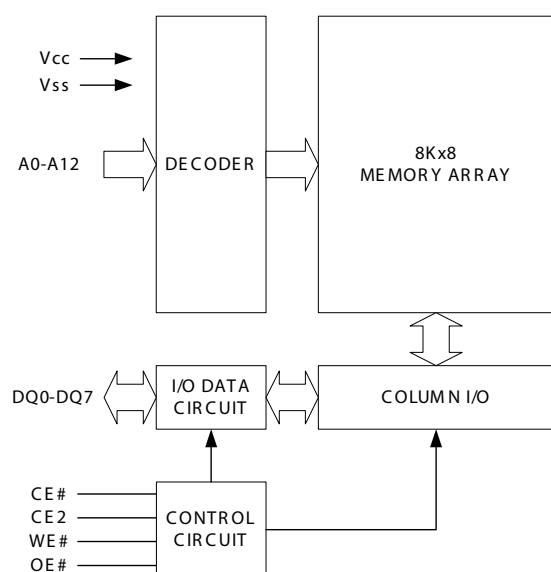 Vcc
Vss
A0-A12
DECODER
8Kx8
MEMORY ARRAY
DQ0-DQ7
I/O DATA
CIRCUIT
COLUMN I/O
CE#
CE2
WE#
OE#
CONTROL
CIRCUIT